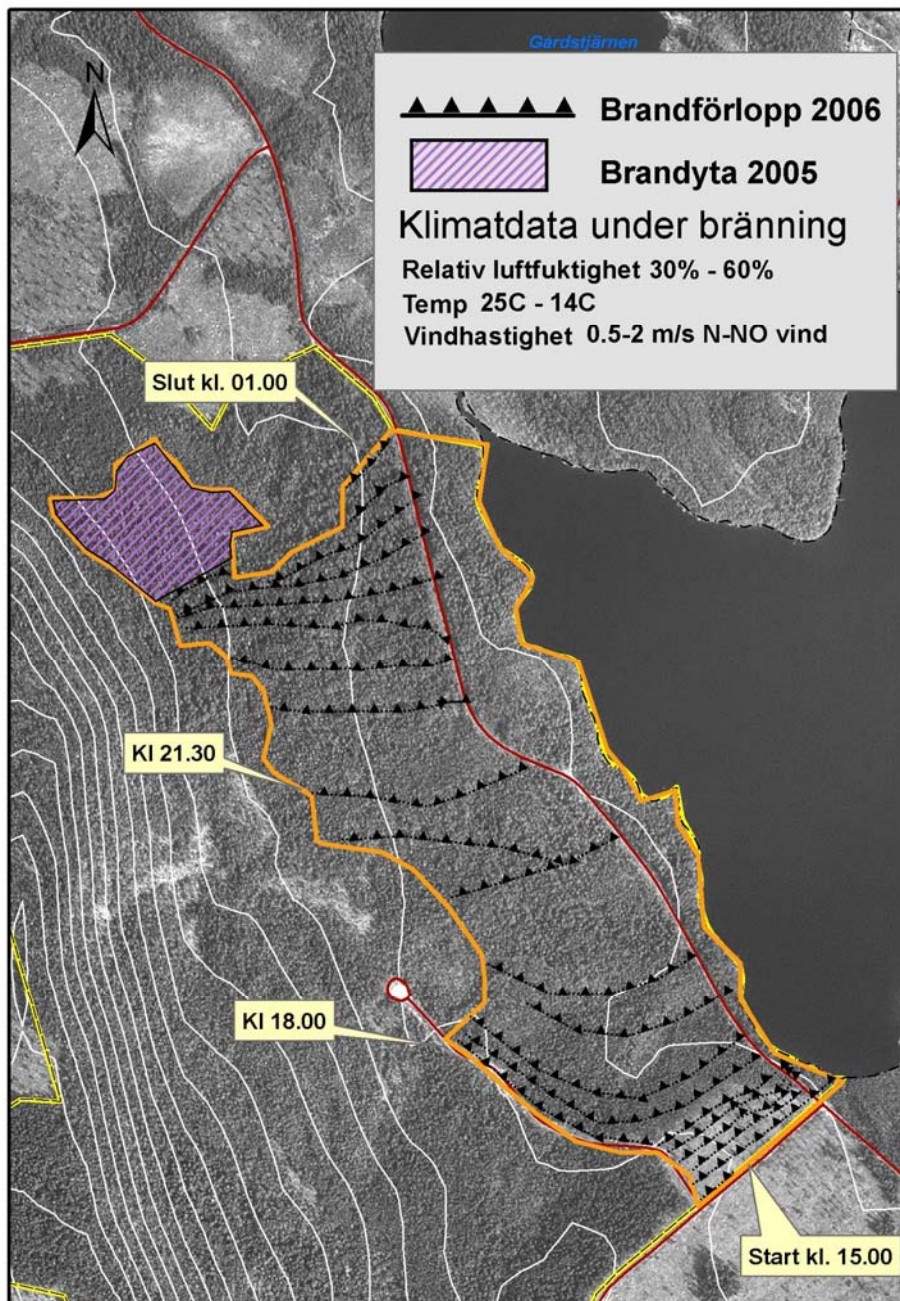 Gårdstjärnen
N
Brandförlopp 2006
Brandyta 2005
Klimatdata under bränning
Relativ luftfuktighet 30% - 60%
Temp 25C - 14C
Vindhastighet 0.5-2 m/s N-NO vind
Slut kl. 01.00
Kl 21.30
Kl 18.00
Start kl. 15.00